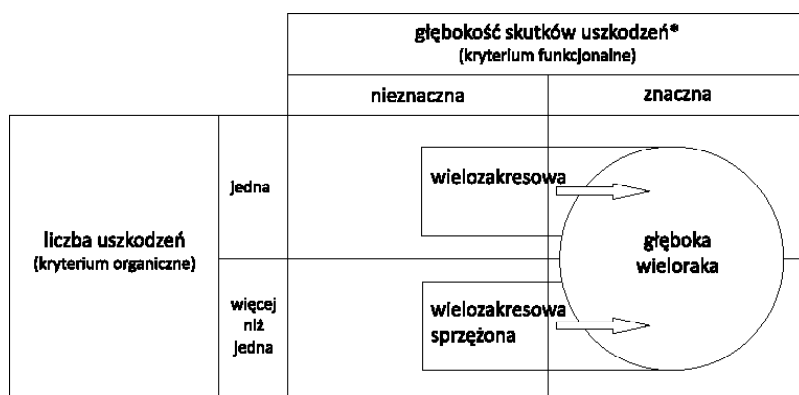 głębokość skutków uszkodzeń*
(kryterium funkcjonalne)
nieznaczna
znaczna
liczba uszkodzeń
(kryterium organiczne)
jedna
wielozakresowa
głęboka
wieloraka
więcej
niż
jedna
wielozakresowa
sprzężona